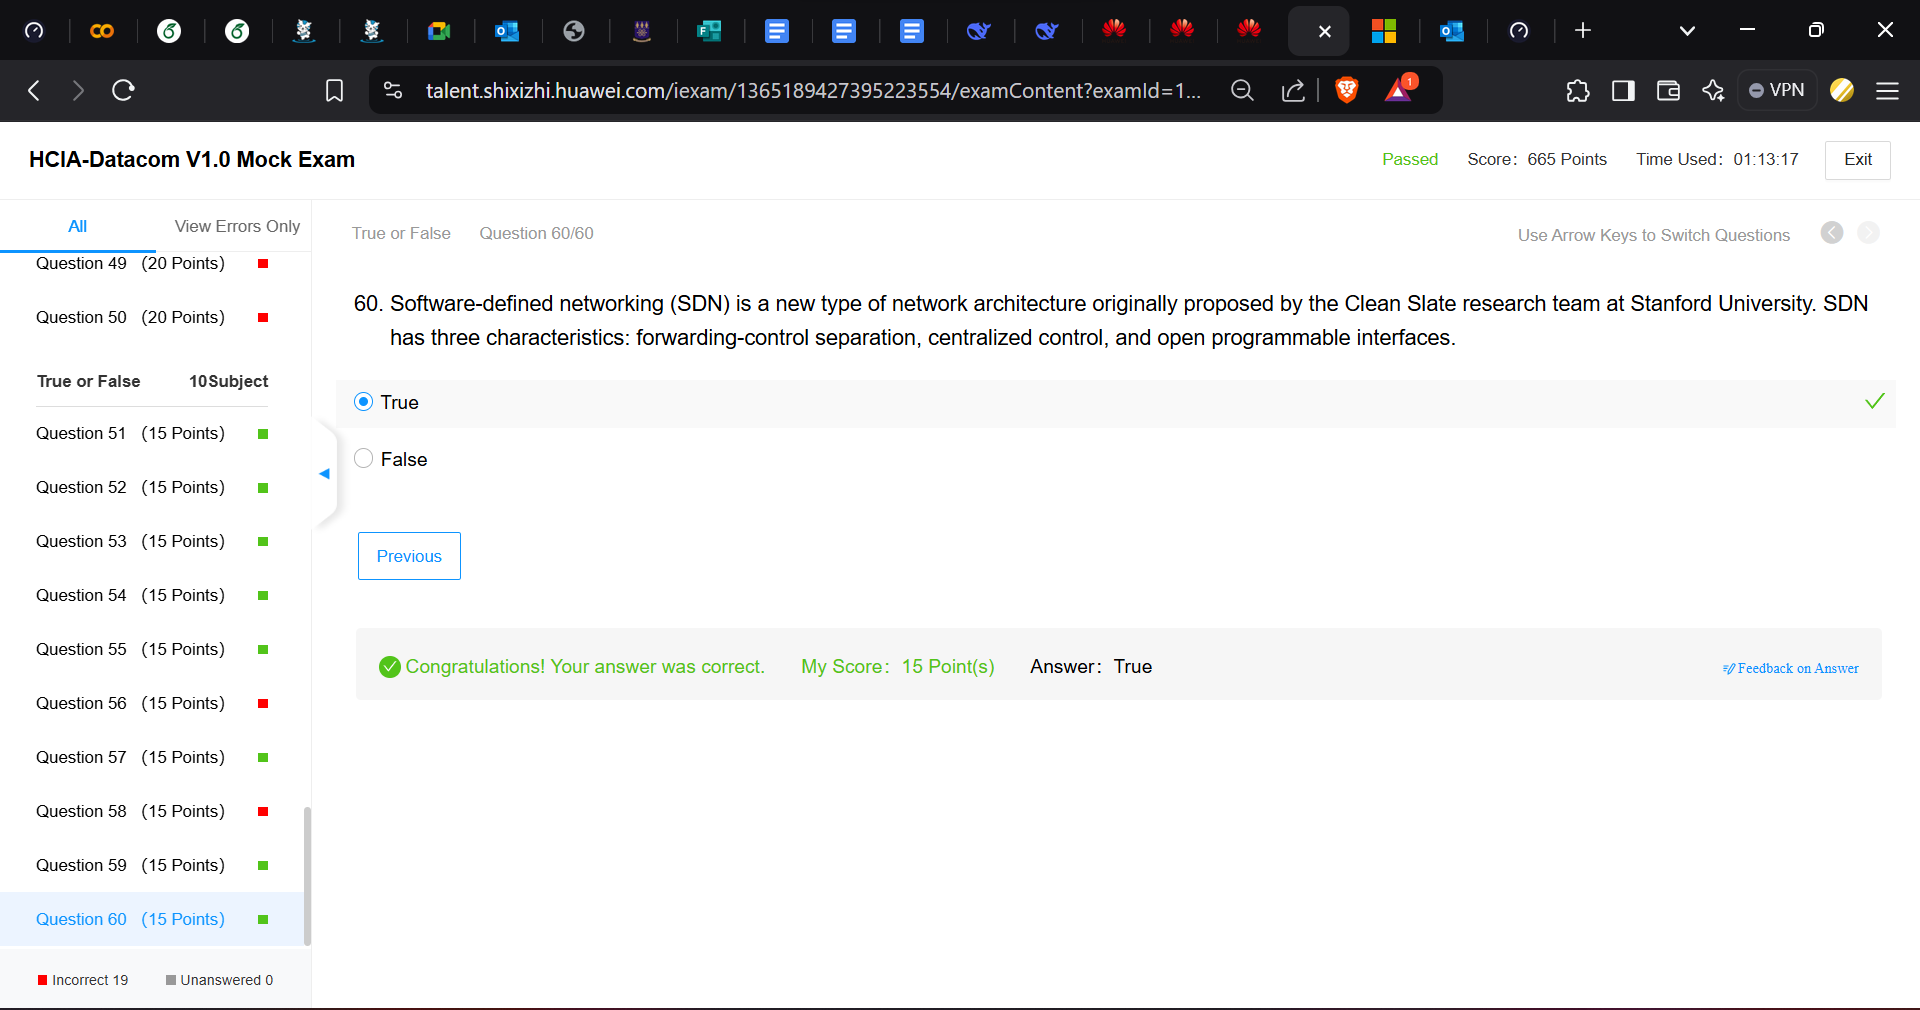 1
talent.shixizhi.huawei.com/iexam/1365189427395223554/examContent?examId=1...
VPN
HCIA-Datacom V1.0 Mock Exam
Passed Score: 665 Points Time Used: 01:13:17 Exit
All View Errors Only
True or False Question 60/60
Use Arrow Keys to Switch Questions
Question 49 (20 Points)
Question 50 (20 Points)
True or False 10Subject
Question 51 (15 Points)
Question 52 (15 Points)
Question 53 (15 Points)
Question 54 (15 Points)
Question 55 (15 Points)
Question 56 (15 Points)
Question 57 (15 Points)
Question 58 (15 Points)
Question 59 (15 Points)
Question 60 (15 Points)
Incorrect 19 Unanswered 0
60. Software-defined networking (SDN) is a new type of network architecture originally proposed by the Clean Slate research team at Stanford University. SDN
has three characteristics: forwarding-control separation, centralized control, and open programmable interfaces.
True
False
Previous
Congratulations! Your answer was correct. My Score: 15 Point(s) Answer: True
Feedback on Answer